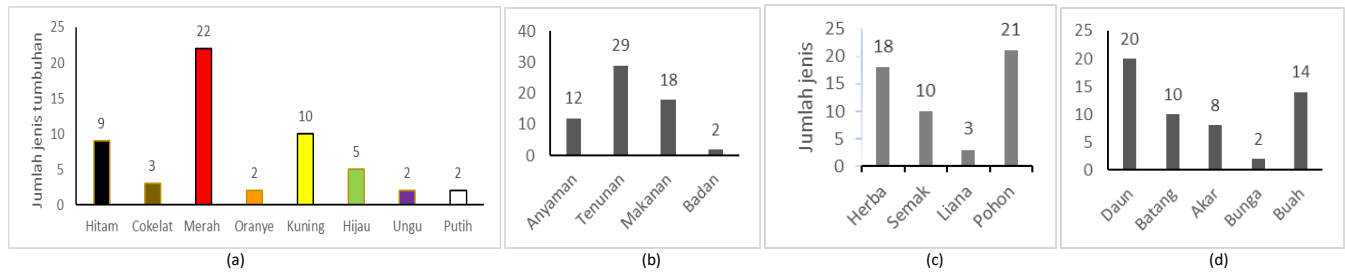 Jumlah jenis tumbuhan
25
20
15
10
5
0
9
3
22
2
10
5
2
2
Hitam Cokelat Merah Oranye Kuning Hijau Ungu Putih
(a)
40
30
20
10
0
12
29
18
2
Anyaman
Tenunan
Makanan
Badan
(b)
Jumlah jenis
25
20
15
10
5
0
18
10
3
21
Herba
Semak
Liana
Pohon
(c)
25
20
15
10
5
0
20
10
8
2
14
Daun
Batang
Akar
Bunga
Buah
(d)